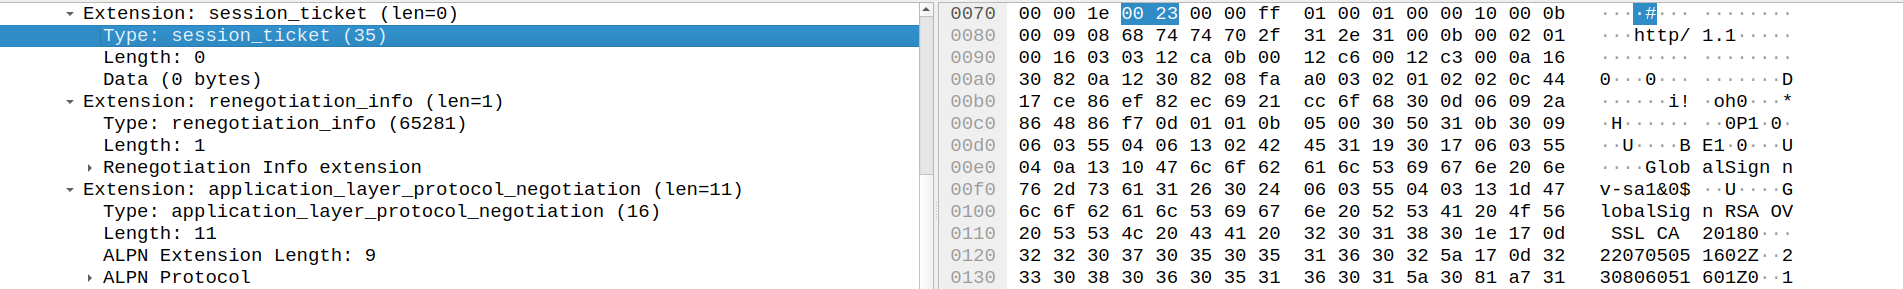 Extension: session_ticket (len=0)
Type: session_ticket (35)
Length: 0
Data (0 bytes)
Extension: renegotiation_info (len=1)
Type: renegotiation_info (65281)
Length: 1
Renegotiation Info extension
Extension: application_layer_protocol_negotiation (len=11)
Type: application_layer_protocol_negotiation (16)
Length: 11
ALPN Extension Length: 9
ALPN Protocol
0070 00 00 1e 00 23 00 00 ff 01 00 01 00 00 10 00 0b ····#··· ········
0080 00 09 08 68 74 74 70 2f 31 2e 31 00 0b 00 02 01 ···http/ 1.1·····
0090 00 16 03 03 12 ca 0b 00 12 c6 00 12 c3 00 0a 16 ········ ········
00a0 30 82 0a 12 30 82 08 fa a0 03 02 01 02 02 0c 44 0···0··· ·······D
00b0 17 ce 86 ef 82 ec 69 21 cc 6f 68 30 0d 06 09 2a ······i! ·oh0···*
00c0 86 48 86 f7 0d 01 01 0b 05 00 30 50 31 0b 30 09 ·H······ ··0P1·0·
00d0 06 03 55 04 06 13 02 42 45 31 19 30 17 06 03 55 ··U····B E1·0···U
00e0 04 0a 13 10 47 6c 6f 62 61 6c 53 69 67 6e 20 6e ····Glob alSign n
00f0 76 2d 73 61 31 26 30 24 06 03 55 04 03 13 1d 47 v-sa1&0$ ··U····G
0100 6c 6f 62 61 6c 53 69 67 6e 20 52 53 41 20 4f 56 lobalSig n RSA OV
0110 20 53 53 4c 20 43 41 20 32 30 31 38 30 1e 17 0d SSL CA 20180···
0120 32 32 30 37 30 35 30 35 31 36 30 32 5a 17 0d 32 22070505 1602Z··2
0130 33 30 38 30 36 30 35 31 36 30 31 5a 30 81 a7 31 30806051 601Z0··1